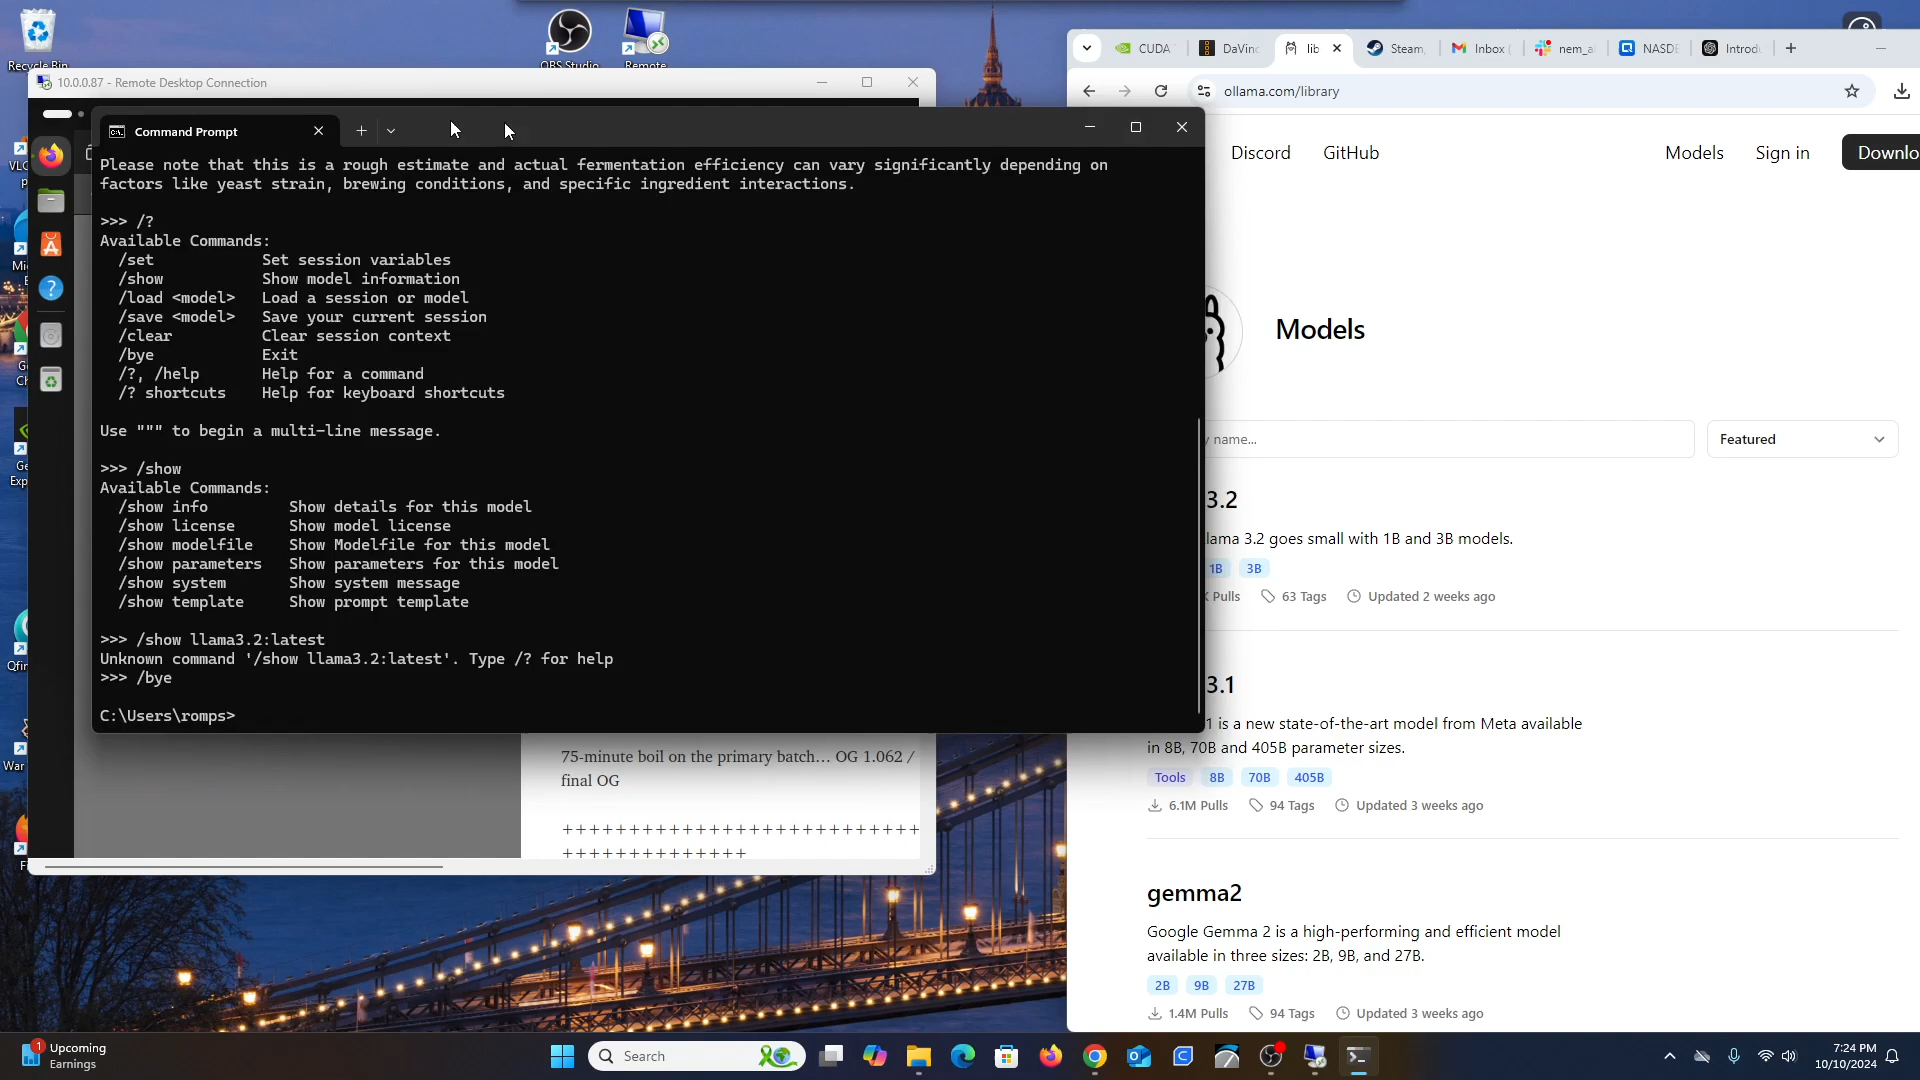 Recycle Bin
OBS Studio
Remote
10.0.0.87 - Remote Desktop Connection
Command Prompt
Please note that this is a rough estimate and actual fermentation efficiency can vary significantly depending on
factors like yeast strain, brewing conditions, and specific ingredient interactions.
>>> /?
Available Commands:
/set Set session variables
/show Show model information
/load <model> Load a session or model
/save <model> Save your current session
/clear Clear session context
/bye Exit
/?, /help Help for a command
/? shortcuts Help for keyboard shortcuts
Use """ to begin a multi-line message.
>>> /show
Available Commands:
/show info Show details for this model
/show license Show model license
/show modelfile Show Modelfile for this model
/show parameters Show parameters for this model
/show system Show system message
/show template Show prompt template
>>> /show llama3.2:latest
Unknown command '/show llama3.2:latest'. Type /? for help
>>> /bye
C:\Users\romps>
75-minute boil on the primary batch... OG 1.062 /
final OG
+++++++++++++++++++++++++++
++++++++++++++
VLC
War
CUDA
DaVinc
lib
Steam
Inbox (
nem_a
NASD
Introdu
ollama.com/library
Discord
GitHub
Models
Sign in
Downlo
Models
y name...
Featured
3.2
lama 3.2 goes small with 1B and 3B models.
1B 3B
K Pulls 63 Tags Updated 2 weeks ago
3.1
1 is a new state-of-the-art model from Meta available
in 8B, 70B and 405B parameter sizes.
Tools 8B 70B 405B
6.1M Pulls 94 Tags Updated 3 weeks ago
gemma2
Google Gemma 2 is a high-performing and efficient model
available in three sizes: 2B, 9B, and 27B.
2B 9B 27B
1.4M Pulls 94 Tags Updated 3 weeks ago
1
Upcoming
Earnings
Search
7:24 PM
10/10/2024